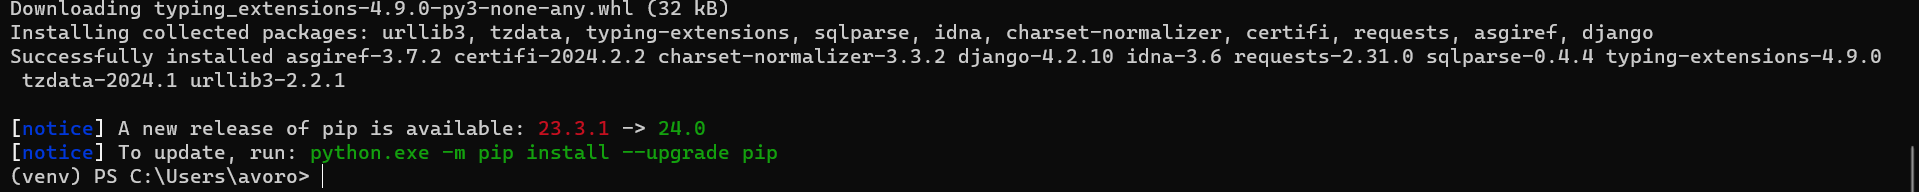 Downloading typing_extensions-4.9.0-py3-none-any.whl (32 kB)
Installing collected packages: urllib3, tzdata, typing-extensions, sqlparse, idna, charset-normalizer, certifi, requests, asgiref, django
Successfully installed asgiref-3.7.2 certifi-2024.2.2 charset-normalizer-3.3.2 django-4.2.10 idna-3.6 requests-2.31.0 sqlparse-0.4.4 typing-extensions-4.9.0
 tzdata-2024.1 urllib3-2.2.1
[notice] A new release of pip is available: 23.3.1 -> 24.0
[notice] To update, run: python.exe -m pip install --upgrade pip
(venv) PS C:\Users\avoro>